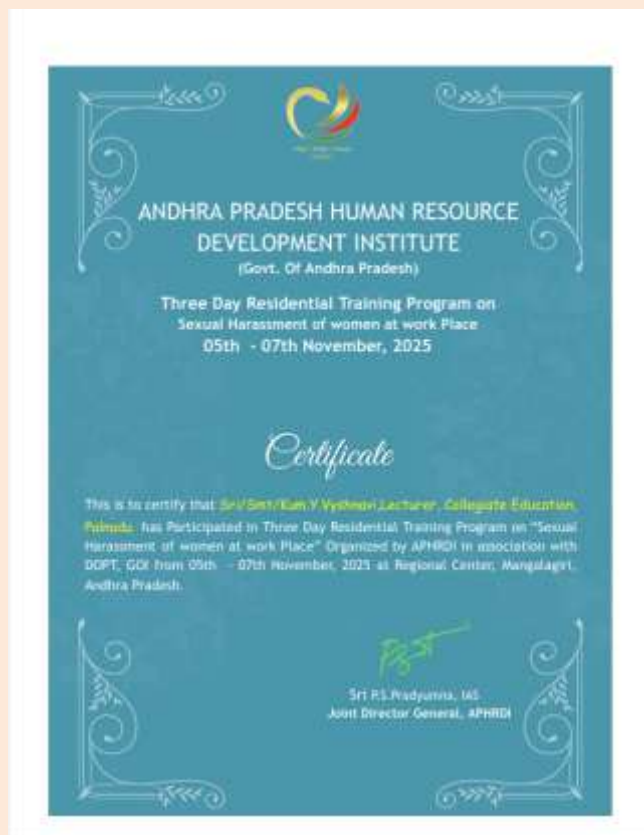 ANDHRA PRADESH HUMAN RESOURCE
DEVELOPMENT INSTITUTE
(Govt. Of Andhra Pradesh)
Three Day Residential Training Program on
Sexual Harassment of women at work Place
05th - 07th November, 2025
Certificate
This is to certify that Sri/Smt/Kum Y Vyshnavi Lecturer, Collegiate Education,
Palnadu has Participated in Three Day Residential Training Program on "Sexual
Harassment of women at work Place" Organized by APHRDI in association with
DOPT, GOI from 05th - 07th November, 2025 at Regional Center, Mangalagiri,
Andhra Pradesh.
Sri P.S.Pradyumna, IAS
Joint Director General, APHRDI